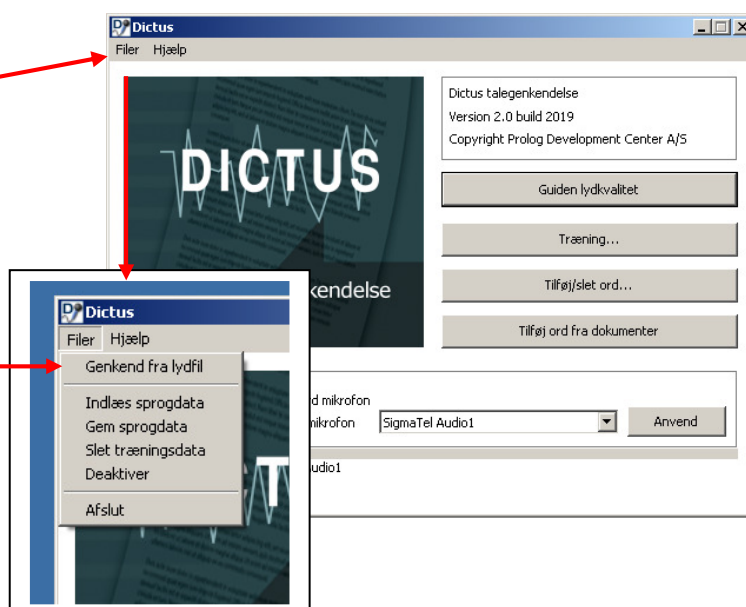 Dictus
Filer Hjælp
DICTUS
kendelse
Dictus talegenkendelse
Version 2.0 build 2019
Copyright Prolog Development Center A/S
Guiden lydkvalitet
Træning...
Tilføj/slet ord...
Tilføj ord fra dokumenter
d mikrofon
mikrofon SigmaTel Audio1 Anvend
udio1
Dictus
Filer Hjælp
Genkend fra lydfil
Indlæs sprogdata
Gem sprogdata
Slet træningsdata
Deaktiver
Afslut
CT